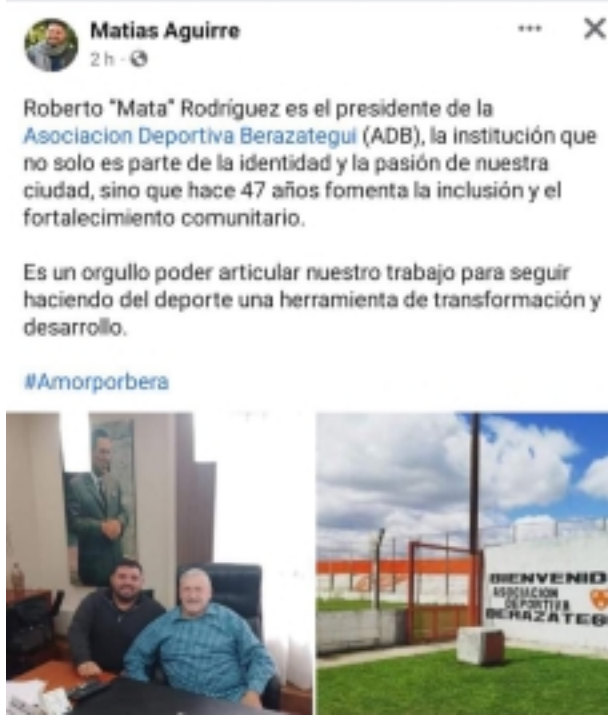 Matias Aguirre
2 h ·
Roberto "Mata" Rodríguez es el presidente de la
Asociacion Deportiva Berazategui (ADB), la institución que
no solo es parte de la identidad y la pasión de nuestra
ciudad, sino que hace 47 años fomenta la inclusión y el
fortalecimiento comunitario.
Es un orgullo poder articular nuestro trabajo para seguir
haciendo del deporte una herramienta de transformación y
desarrollo.
#Amorporbera
BIENVENID
ASOCIACION
DEPORTIVA
BERAZATEG